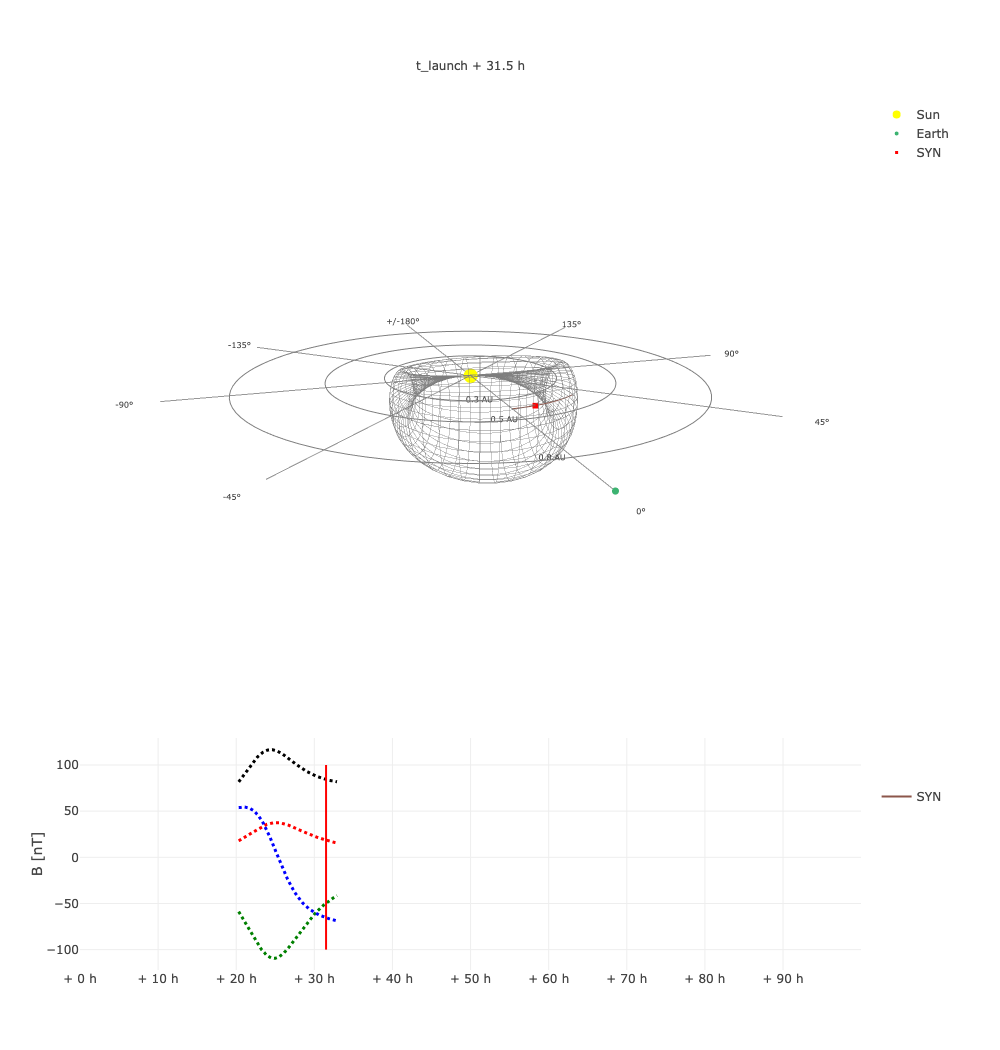 t_launch + 31.5 h
Sun
Earth
SYN
+/-180°
135°
-135°
90°
-90°
0.3 AU
0.5 AU
45°
0.8 AU
-45°
0°
100
50
0
−50
−100
B [nT]
SYN
+ 0 h
+ 10 h
+ 20 h
+ 30 h
+ 40 h
+ 50 h
+ 60 h
+ 70 h
+ 80 h
+ 90 h